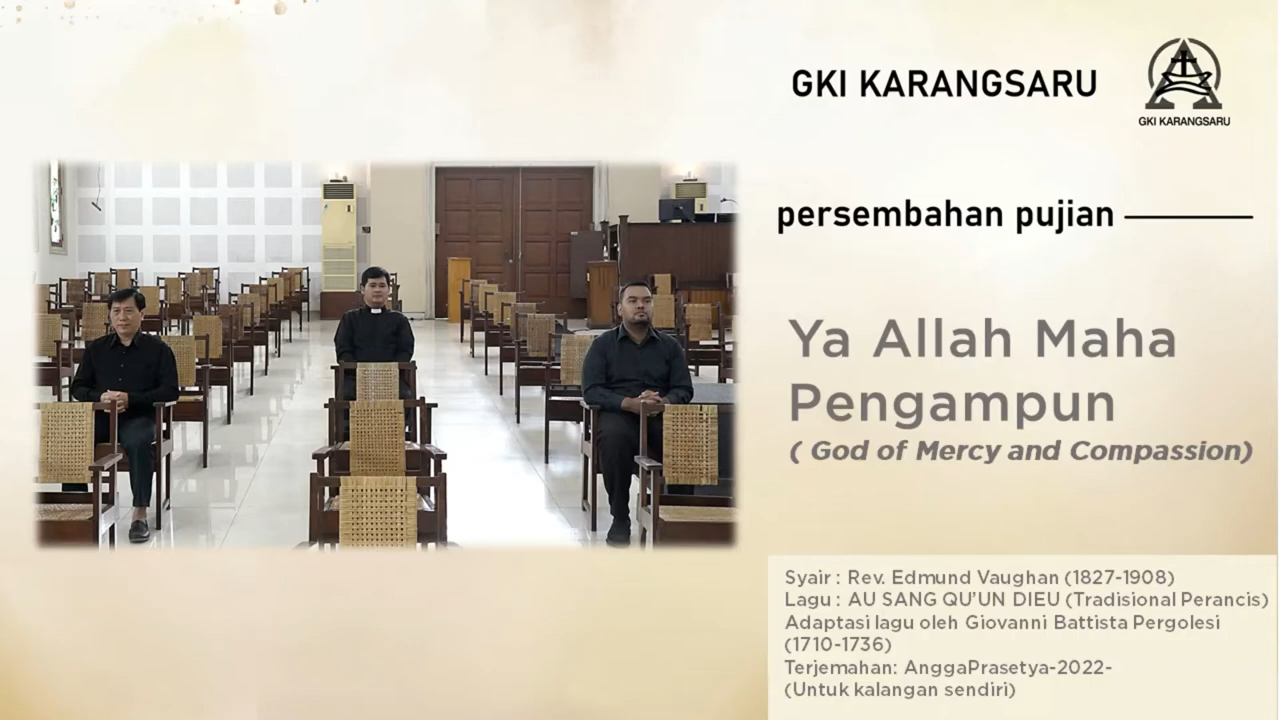 GKI KARANGSARU
GKI KARANGSARU
persembahan pujian
Ya Allah Maha
Pengampun
( God of Mercy and Compassion)
Syair : Rev. Edmund Vaughan (1827-1908)
Lagu : AU SANG QU'UN DIEU (Tradisional Perancis)
Adaptasi lagu oleh Giovanni Battista Pergolesi
(1710-1736)
Terjemahan: AnggaPrasetya-2022-
(Untuk kalangan sendiri)